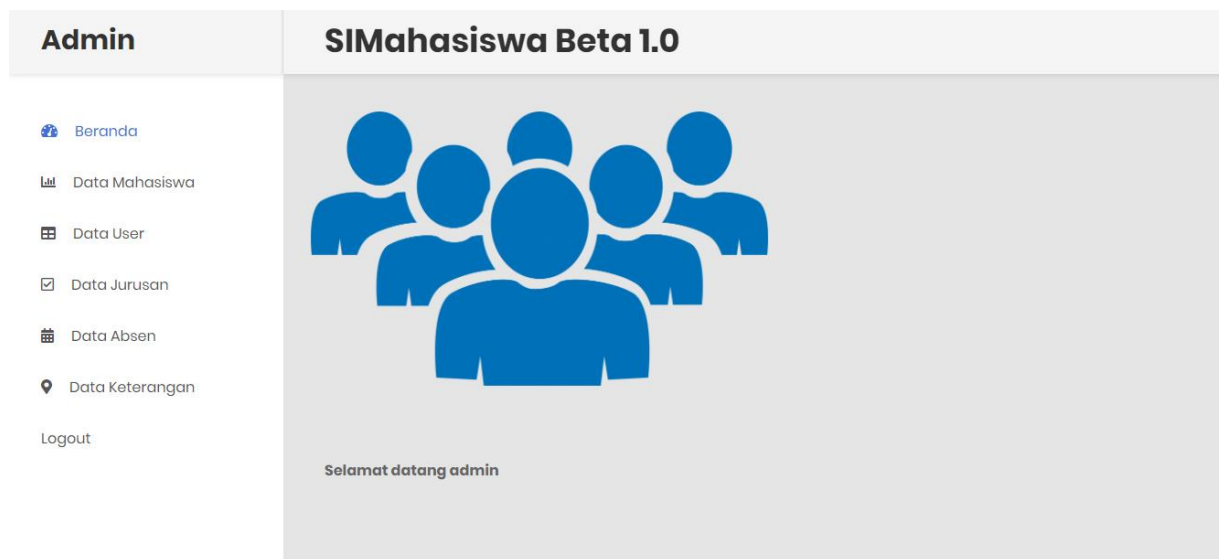 Admin
SIMahasiswa Beta 1.0
Beranda
Data Mahasiswa
Data User
Data Jurusan
Data Absen
Data Keterangan
Logout
Selamat datang admin